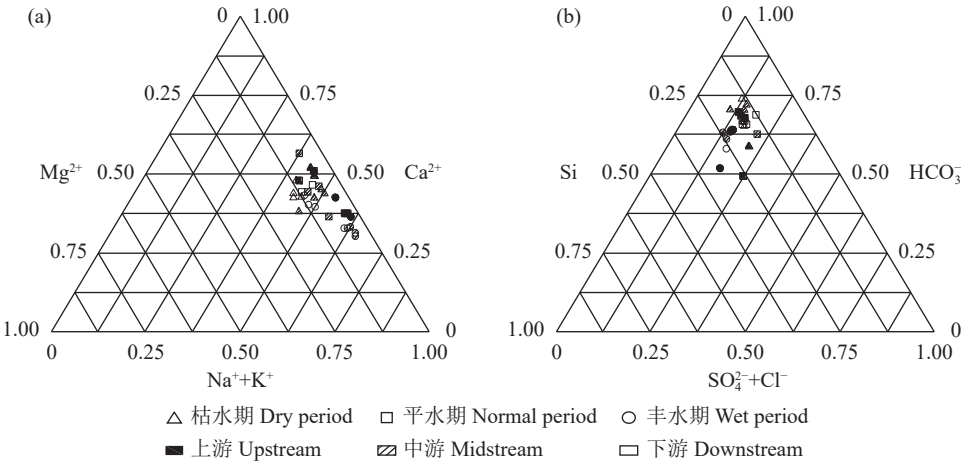 (a) 0 1.00 (b) 0 1.00
0.25 0.75 0.25 0.75
Mg²⁺ 0.50 0.50 Ca²⁺ Si 0.50 0.50 HCO₃⁻
0.75 0.25 0.75 0.25
1.00 0 1.00 0
0 0.25 0.50 0.75 1.00 0 0.25 0.50 0.75 1.00
Na⁺+K⁺ SO₄²⁻+Cl⁻
枯水期 Dry period 平水期 Normal period 丰水期 Wet period
上游 Upstream 中游 Midstream 下游 Downstream